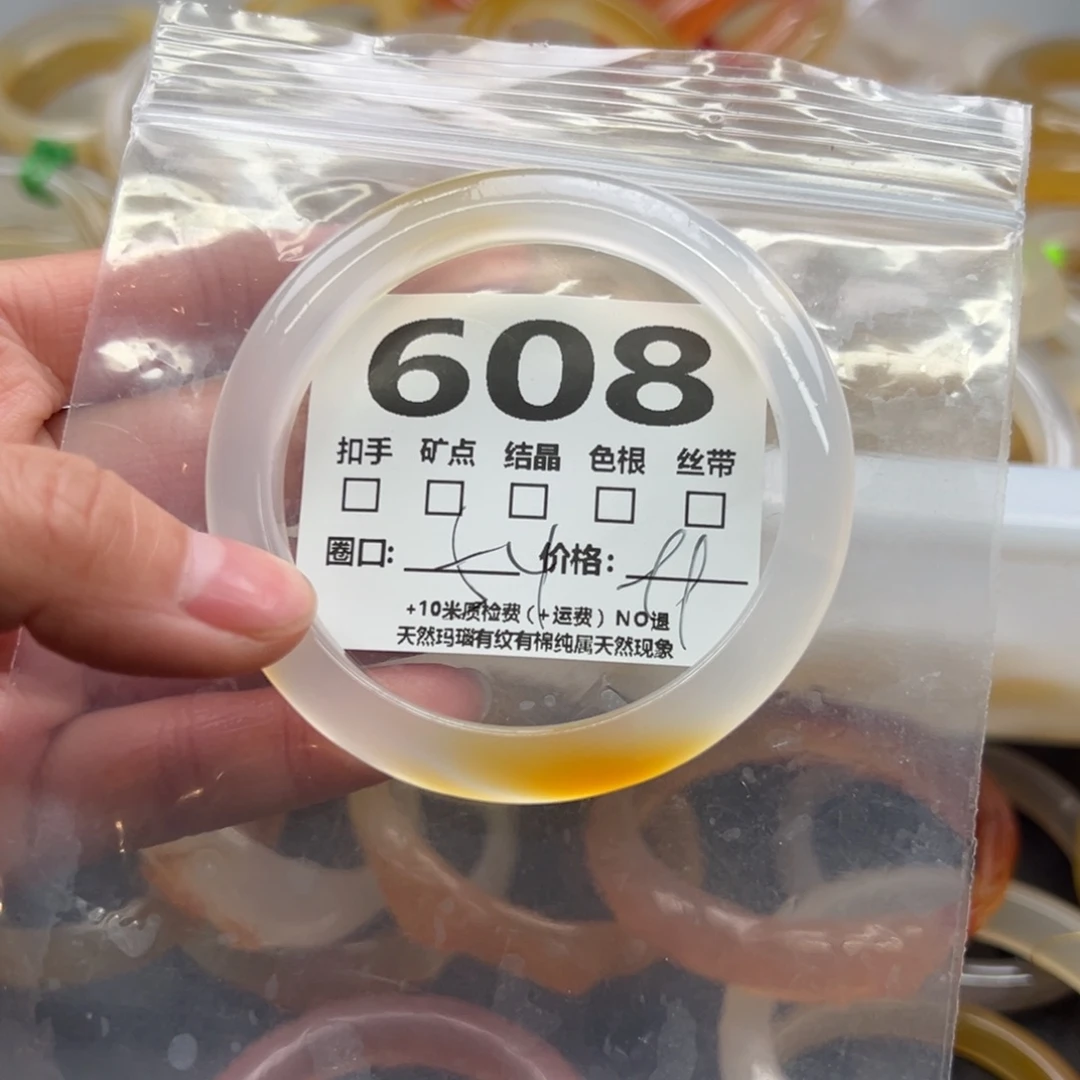 608
扣手 矿点 结晶 色根 丝带
圈口: 54 价格:
+10米质检费（+运费）NO退
天然玛瑙有纹有棉纯属天然现象